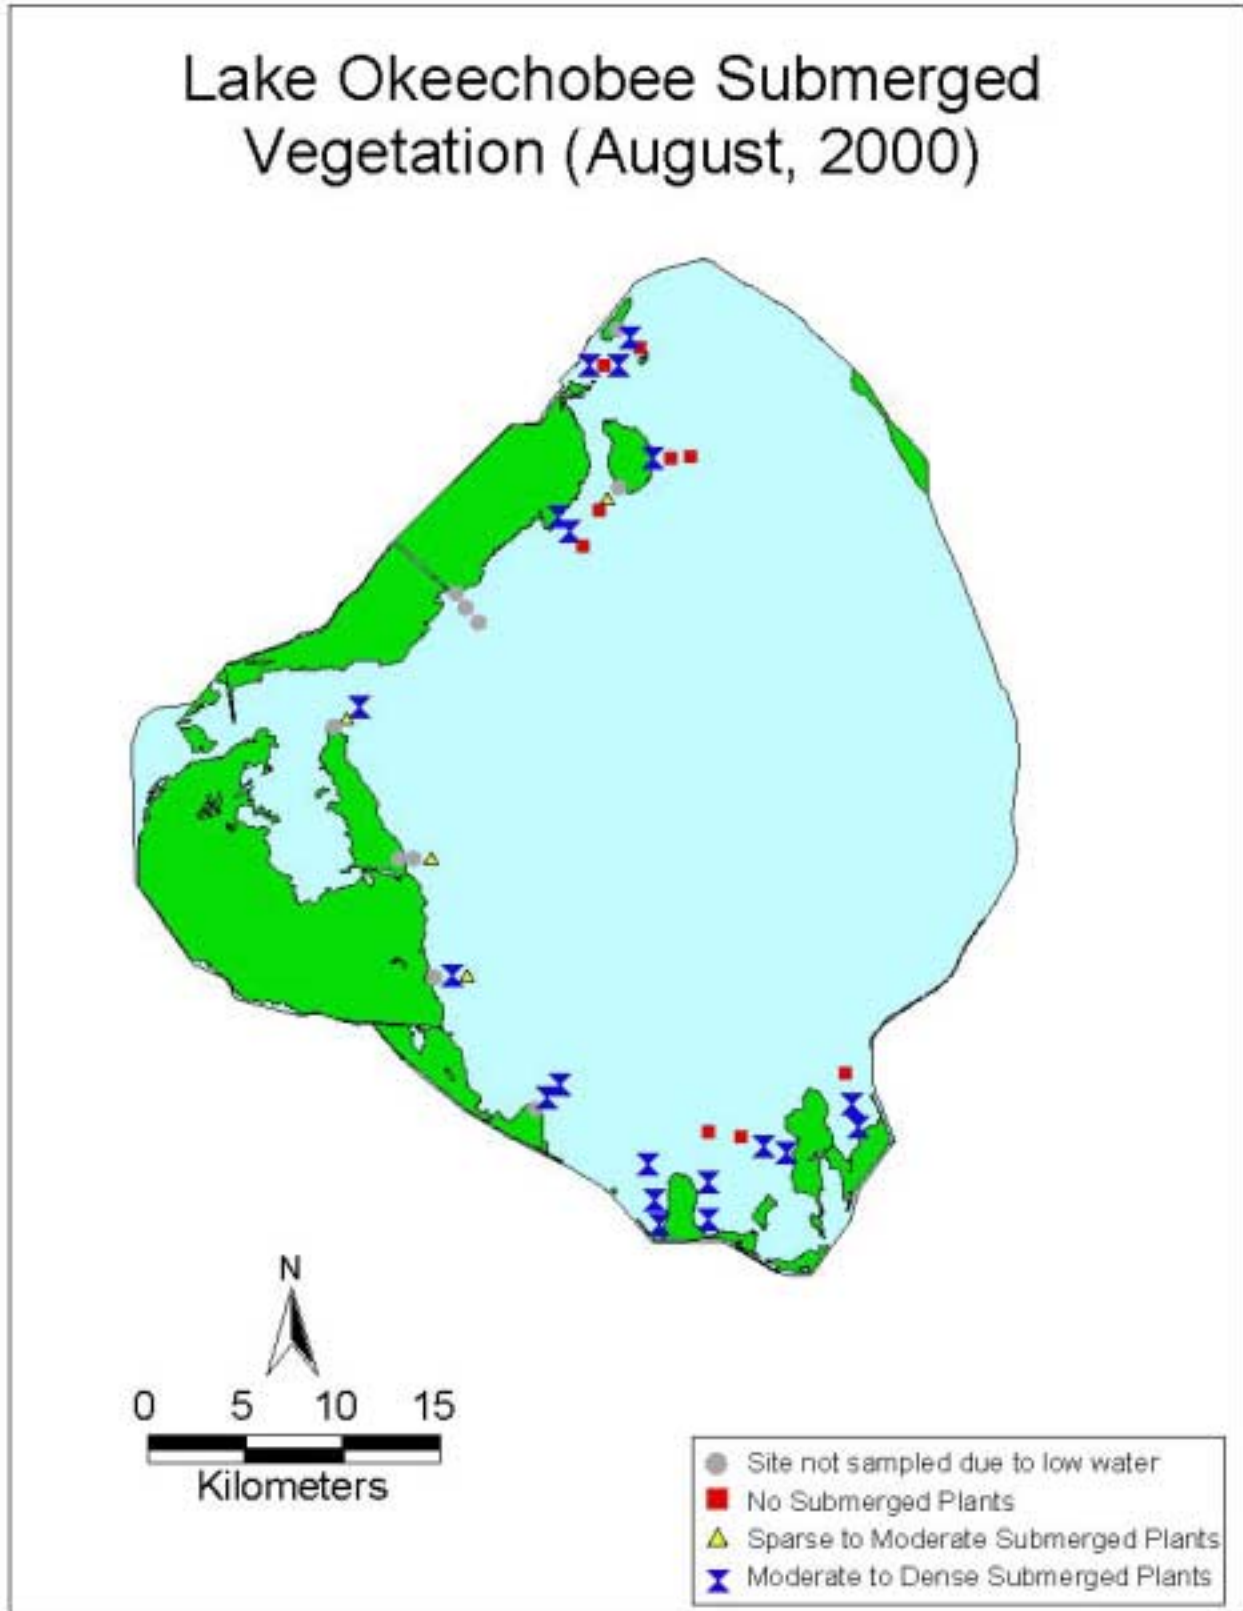 Lake Okeechobee Submerged
Vegetation (August, 2000)
N
0 5 10 15
Kilometers
Site not sampled due to low water
No Submerged Plants
Sparse to Moderate Submerged Plants
Moderate to Dense Submerged Plants